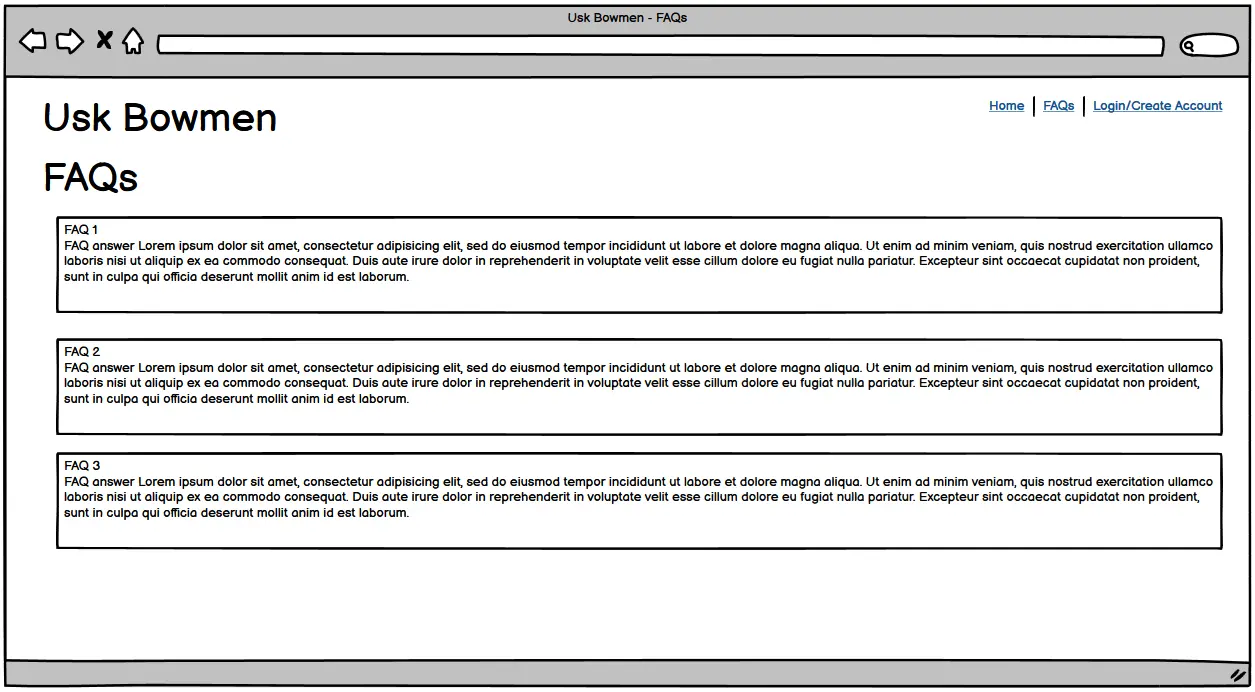 Usk Bowmen - FAQs
Usk Bowmen
Home | FAQs | Login/Create Account
FAQs
FAQ 1
FAQ answer Lorem ipsum dolor sit amet, consectetur adipisicing elit, sed do eiusmod tempor incididunt ut labore et dolore magna aliqua. Ut enim ad minim veniam, quis nostrud exercitation ullamco
laboris nisi ut aliquip ex ea commodo consequat. Duis aute irure dolor in reprehenderit in voluptate velit esse cillum dolore eu fugiat nulla pariatur. Excepteur sint occaecat cupidatat non proident,
sunt in culpa qui officia deserunt mollit anim id est laborum.
FAQ 2
FAQ answer Lorem ipsum dolor sit amet, consectetur adipisicing elit, sed do eiusmod tempor incididunt ut labore et dolore magna aliqua. Ut enim ad minim veniam, quis nostrud exercitation ullamco
laboris nisi ut aliquip ex ea commodo consequat. Duis aute irure dolor in reprehenderit in voluptate velit esse cillum dolore eu fugiat nulla pariatur. Excepteur sint occaecat cupidatat non proident,
sunt in culpa qui officia deserunt mollit anim id est laborum.
FAQ 3
FAQ answer Lorem ipsum dolor sit amet, consectetur adipisicing elit, sed do eiusmod tempor incididunt ut labore et dolore magna aliqua. Ut enim ad minim veniam, quis nostrud exercitation ullamco
laboris nisi ut aliquip ex ea commodo consequat. Duis aute irure dolor in reprehenderit in voluptate velit esse cillum dolore eu fugiat nulla pariatur. Excepteur sint occaecat cupidatat non proident,
sunt in culpa qui officia deserunt mollit anim id est laborum.